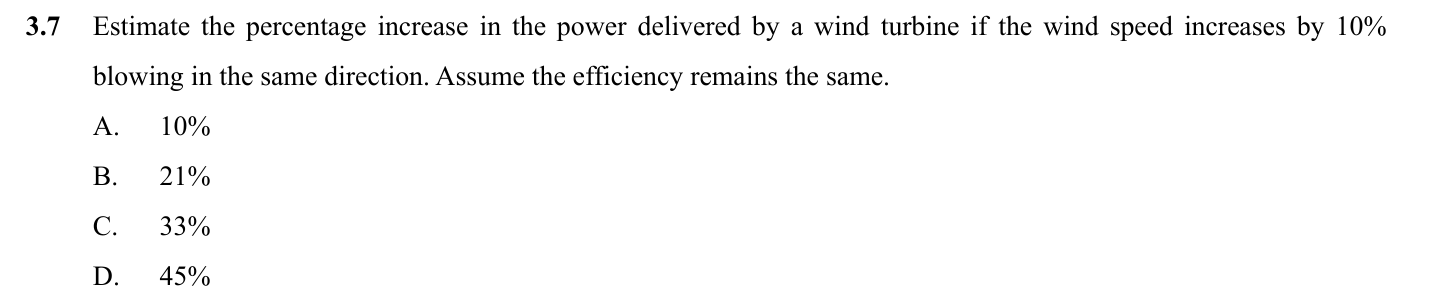 3.7 Estimate the percentage increase in the power delivered by a wind turbine if the wind speed increases by 10%
blowing in the same direction. Assume the efficiency remains the same.
A. 10%
B. 21%
C. 33%
D. 45%